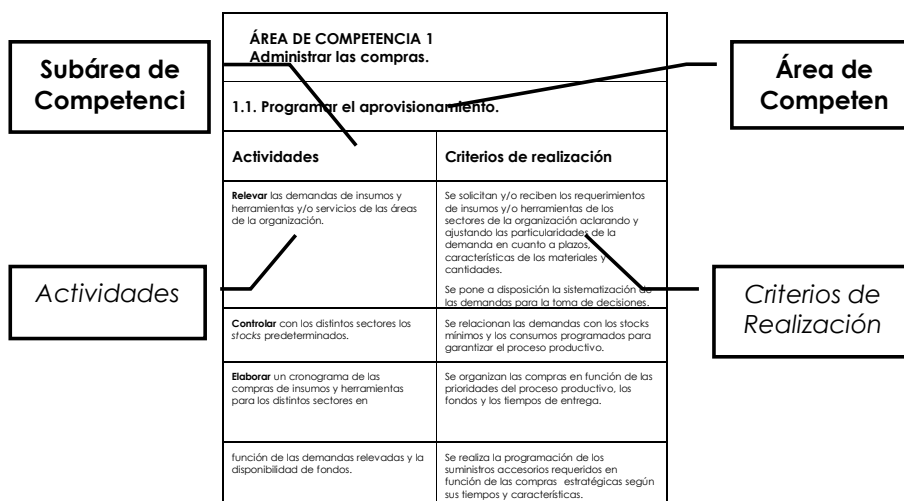 ÁREA DE COMPETENCIA 1
Administrar las compras.
Subárea de
Competenci
Área de
Competen
1.1. Programar el aprovisionamiento.
Actividades
Criterios de realización
Relevar las demandas de insumos y
herramientas y/o servicios de las áreas
de la organización.
Se solicitan y/o reciben los requerimientos
de insumos y/o herramientas de los
sectores de la organización aclarando y
ajustando las particularidades de la
demanda en cuanto a plazos,
características de los materiales y
cantidades.
Se pone a disposición la sistematización de
las demandas para la toma de decisiones.
Actividades
Criterios de
Realización
Controlar con los distintos sectores los
stocks predeterminados.
Se relacionan las demandas con los stocks
mínimos y los consumos programados para
garantizar el proceso productivo.
Elaborar un cronograma de las
compras de insumos y herramientas
para los distintos sectores en
Se organizan las compras en función de las
prioridades del proceso productivo, los
fondos y los tiempos de entrega.
función de las demandas relevadas y la
disponibilidad de fondos.
Se realiza la programación de los
suministros accesorios requeridos en
función de las compras estratégicas según
sus tiempos y características.